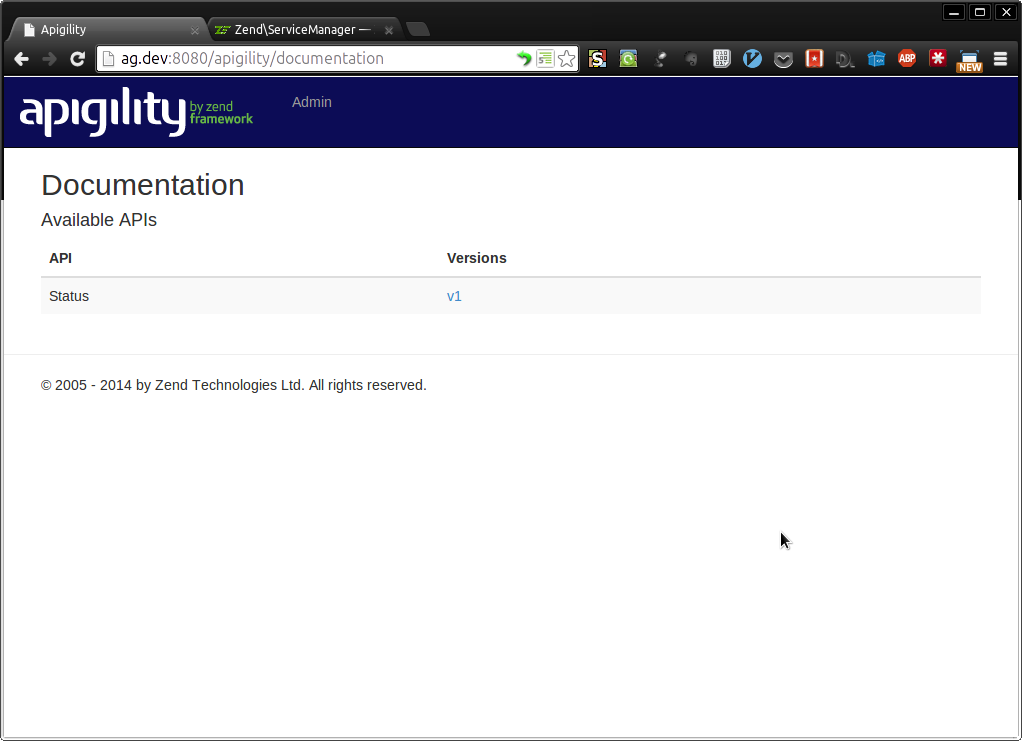 Apigility
Zend\ServiceManager —
ag.dev:8080/apigility/documentation
ABP
NEW
apigility by zend framework
Admin
Documentation
Available APIs
API Versions
Status v1
© 2005 - 2014 by Zend Technologies Ltd. All rights reserved.